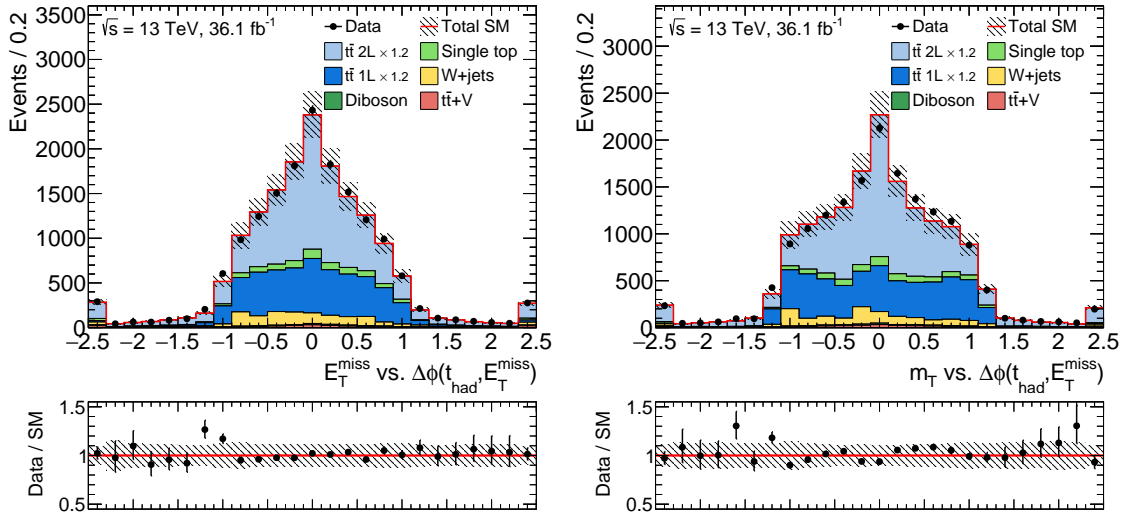 Events / 0.2
3500
3000
2500
2000
1500
1000
500
0
√s = 13 TeV, 36.1 fb⁻¹
Data
Total SM
tt̄ 2L × 1.2
Single top
tt̄ 1L × 1.2
W+jets
Diboson
tt̄+V
−2.5 −2 −1.5 −1 −0.5 0 0.5 1 1.5 2 2.5
E_T^miss vs. Δϕ(t_had,E_T^miss)
Data / SM
1.5
1
0.5
Events / 0.2
3000
2500
2000
1500
1000
500
0
√s = 13 TeV, 36.1 fb⁻¹
Data
Total SM
tt̄ 2L × 1.2
Single top
tt̄ 1L × 1.2
W+jets
Diboson
tt̄+V
−2.5 −2 −1.5 −1 −0.5 0 0.5 1 1.5 2 2.5
m_T vs. Δϕ(t_had,E_T^miss)
Data / SM
1.5
1
0.5